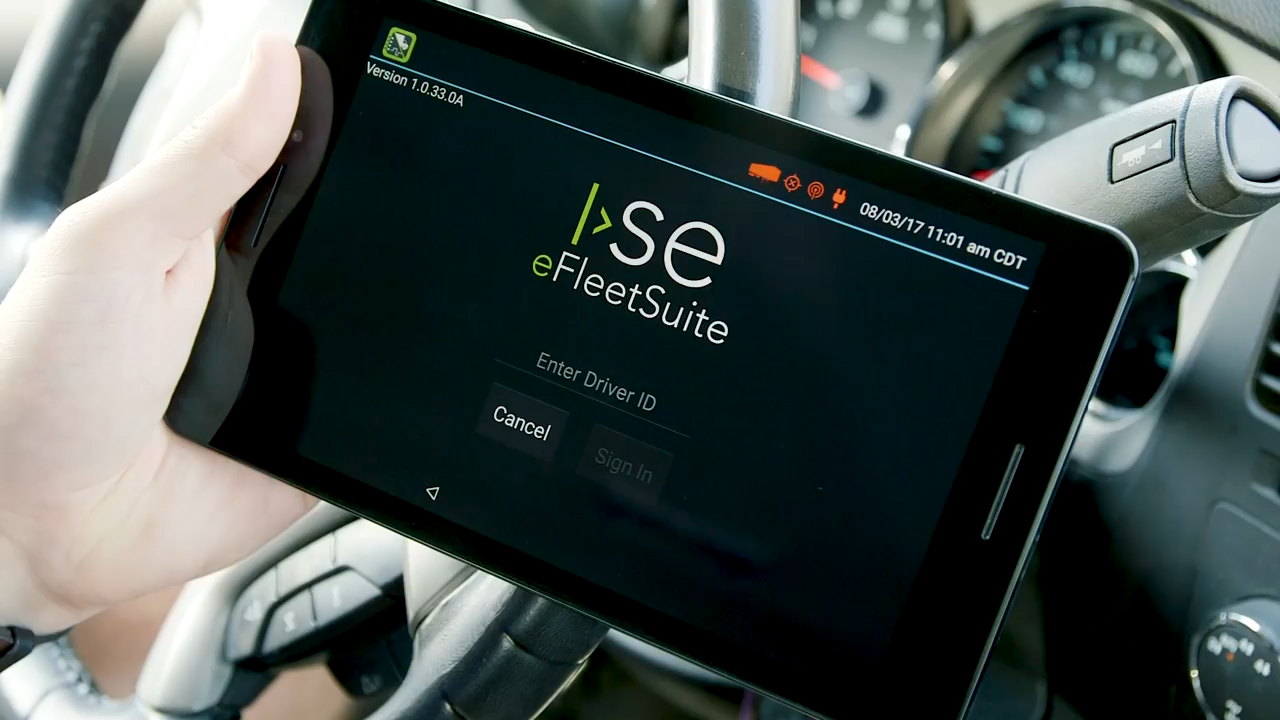 Version 1.0.33.0A
08/03/17 11:01 am CDT
se
eFleetSuite
Enter Driver ID
Cancel
Sign In